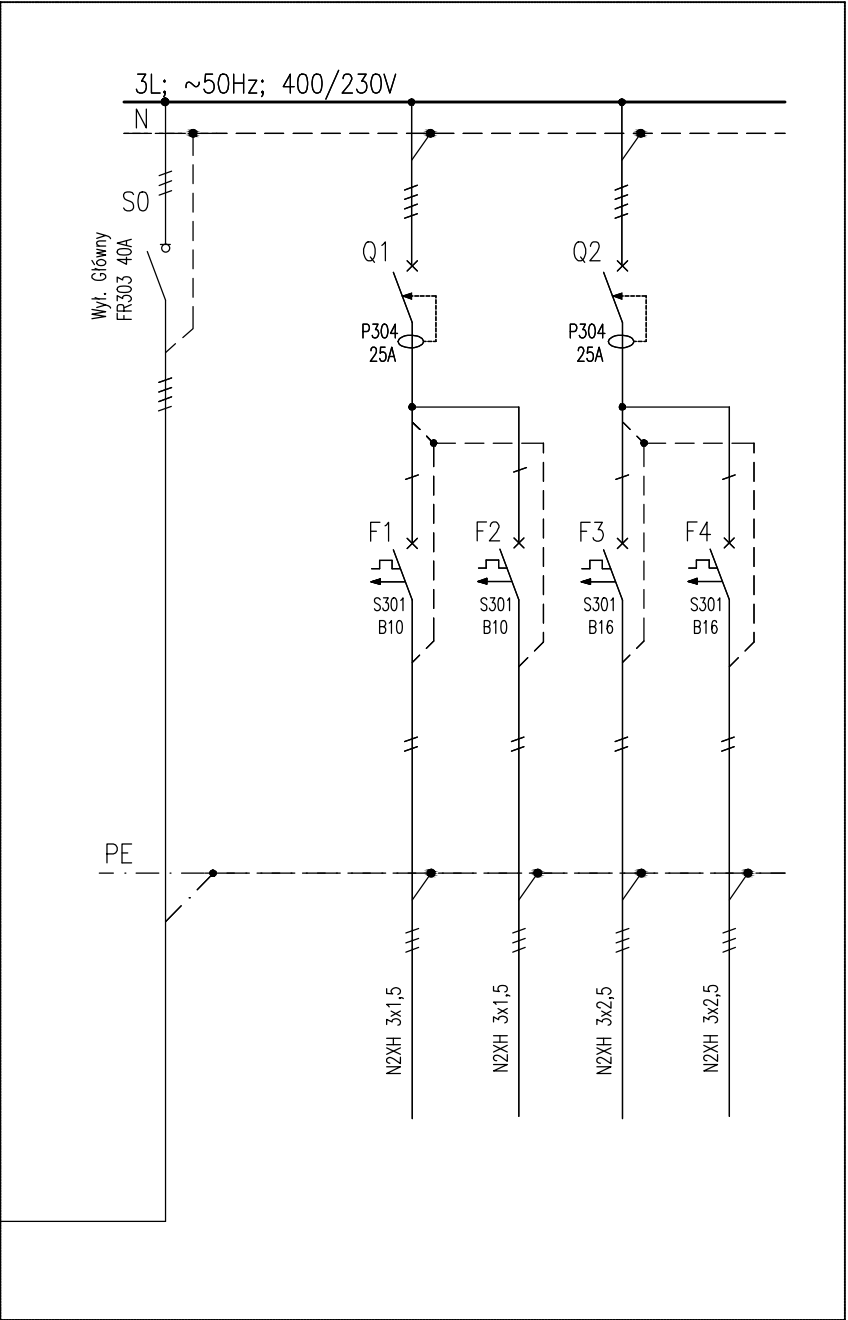 3L; ~50Hz; 400/230V
N
S0
Wył. Główny
FR303 40A
Q1
P304
25A
Q2
P304
25A
F1
S301
B10
F2
S301
B10
F3
S301
B16
F4
S301
B16
PE
N2XH 3x1,5
N2XH 3x1,5
N2XH 3x2,5
N2XH 3x2,5